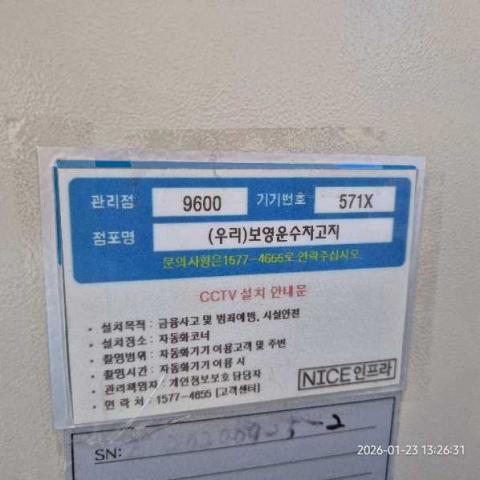 관리점 9600 기기번호 571X
점포명 (우리)보영운수차고지
문의사항은1577-4655로 연락주십시오
CCTV 설치 안내문
• 설치목적 : 금융사고 및 범죄예방, 시설안전
• 설치장소 : 자동화코너
• 촬영범위 : 자동화기기 이용고객 및 주변
• 촬영시간 : 자동화기기 이용 시
• 관리책임자 : 개인정보보호 담당자
• 연 락 처 : 1577-4655 [고객센터]
NICE인프라
SN:
2026-01-23 13:26:31